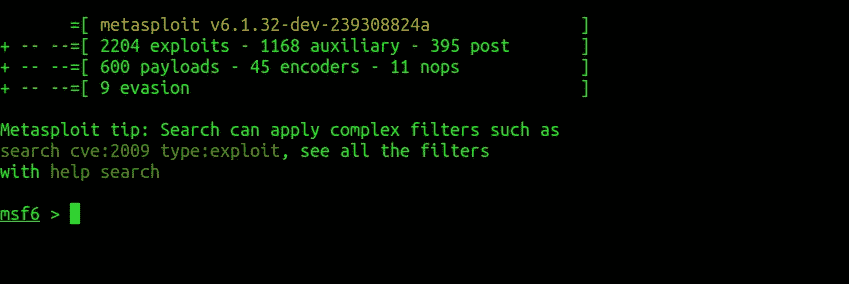 =[ metasploit v6.1.32-dev-239308824a ]
+ -- --=[ 2204 exploits - 1168 auxiliary - 395 post ]
+ -- --=[ 600 payloads - 45 encoders - 11 nops ]
+ -- --=[ 9 evasion ]
Metasploit tip: Search can apply complex filters such as
search cve:2009 type:exploit, see all the filters
with help search
msf6 >